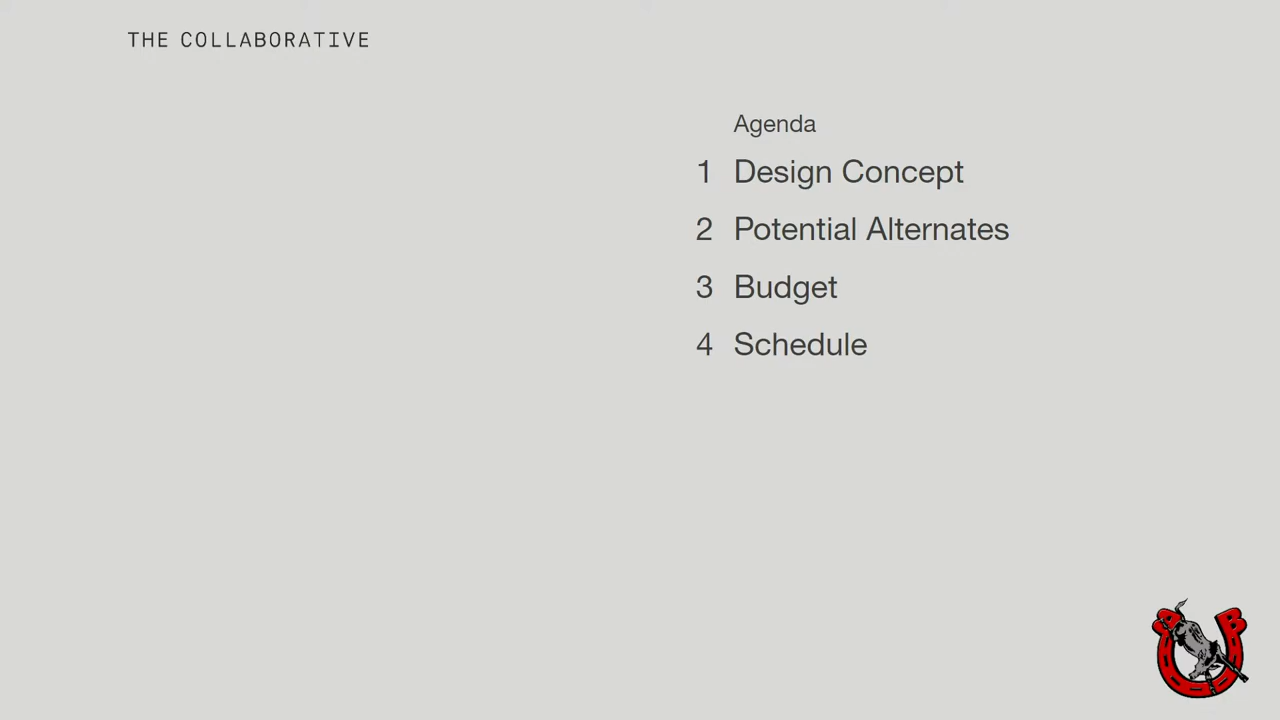 THE COLLABORATIVE
Agenda
1 Design Concept
2 Potential Alternates
3 Budget
4 Schedule